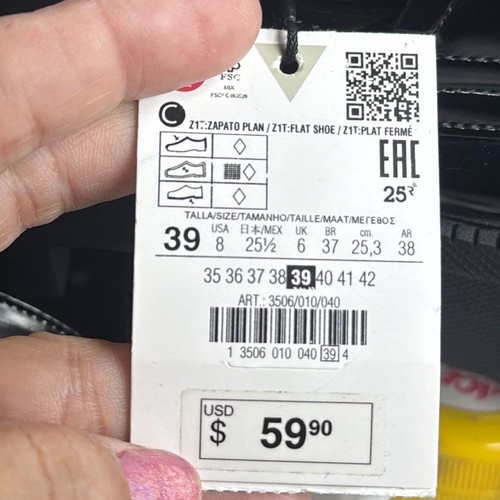 FSC
MIX
C
Z1T:ZAPATO PLAN / Z1T:FLAT SHOE / Z1T:PLAT FERMÉ
EAC
25
TALLA/SIZE/TAMANHO/TAILLE/MAAT/ΜΕΓΕΘΟΣ
39 USA 8 日本/MEX 25½ UK 6 BR 37 cm. 25,3 AR 38
35 36 37 38 39 40 41 42
ART.: 3506/010/040
1 3506 010 040 39 4
USD
$ 59 90